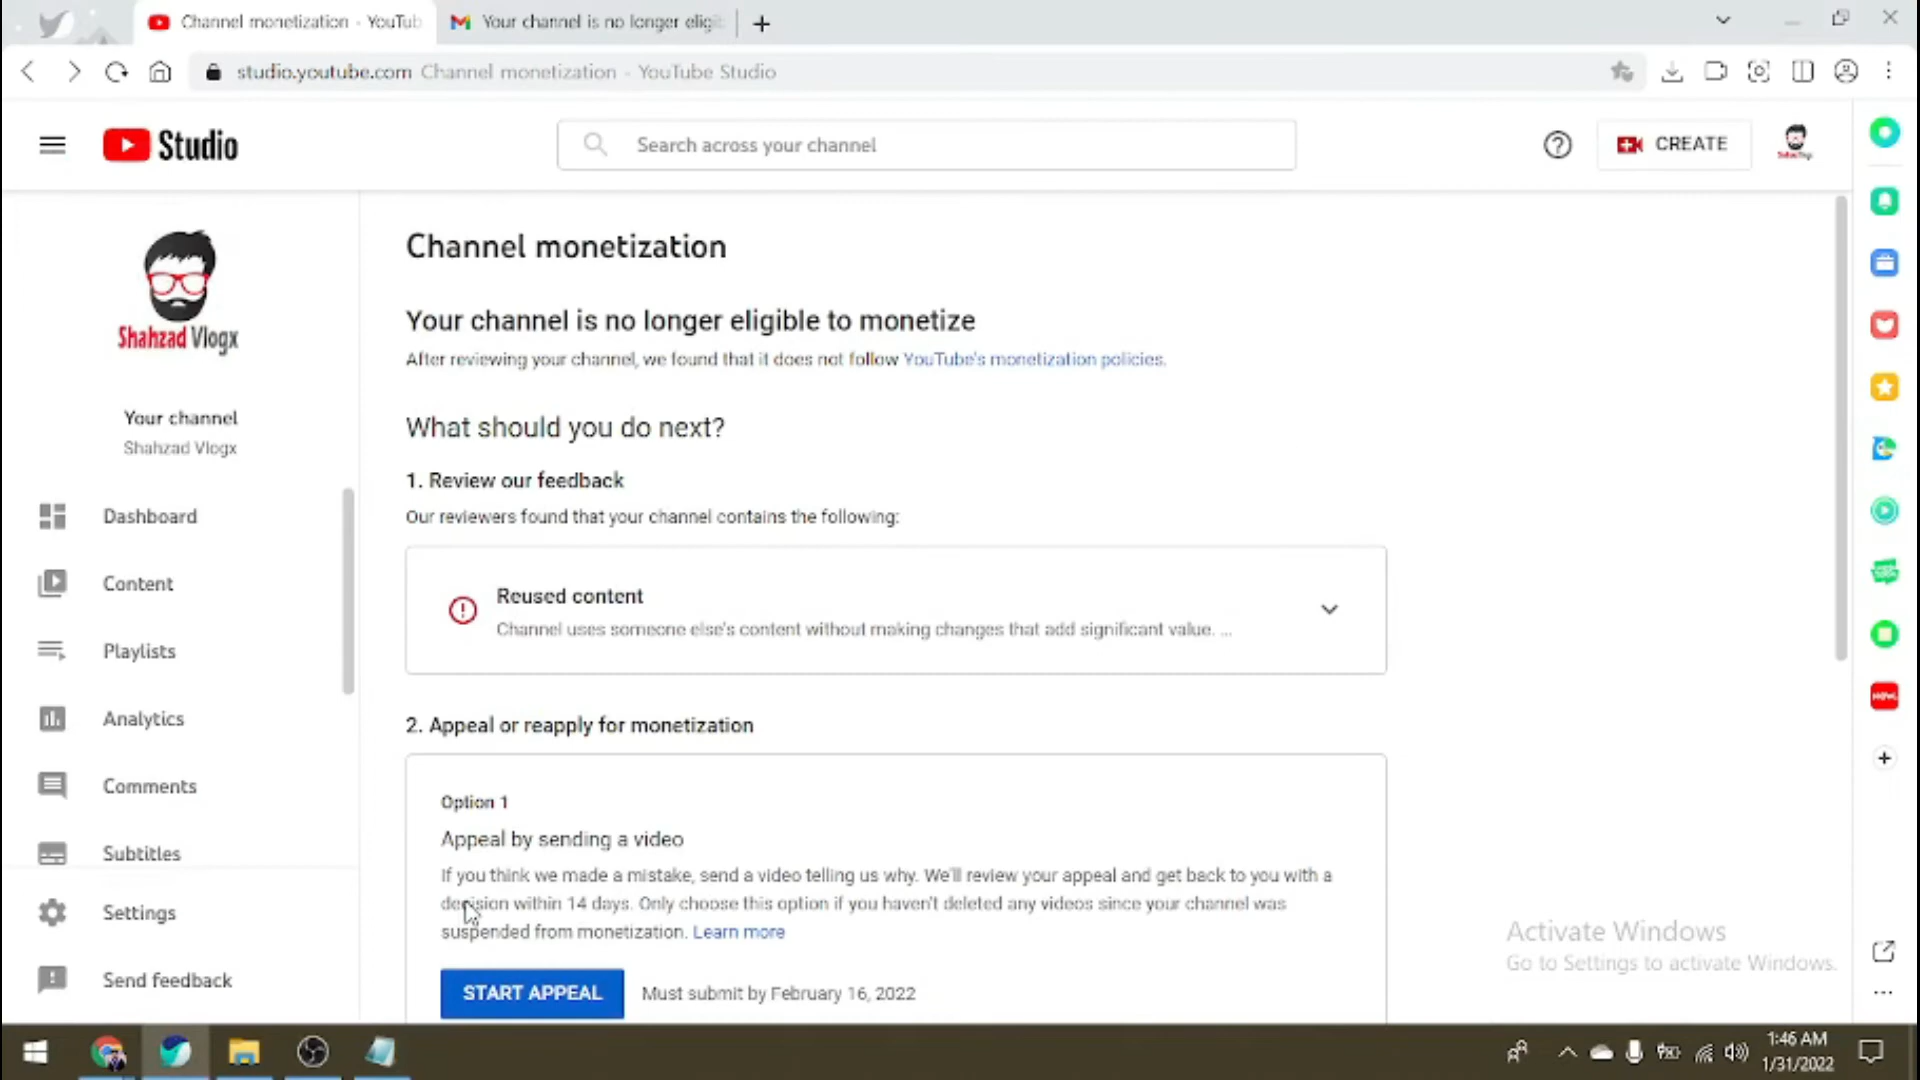 Channel monetization - YouTub
Your channel is no longer eligi
studio.youtube.com Channel monetization - YouTube Studio
Studio
Search across your channel
CREATE
Shahzad Vlogx
Your channel
Shahzad Vlogx
Dashboard
Content
Playlists
Analytics
Comments
Subtitles
Settings
Send feedback
Channel monetization
Your channel is no longer eligible to monetize
After reviewing your channel, we found that it does not follow YouTube's monetization policies.
What should you do next?
1. Review our feedback
Our reviewers found that your channel contains the following:
Reused content
Channel uses someone else's content without making changes that add significant value. ...
2. Appeal or reapply for monetization
Option 1
Appeal by sending a video
If you think we made a mistake, send a video telling us why. We'll review your appeal and get back to you with a
decision within 14 days. Only choose this option if you haven't deleted any videos since your channel was
suspended from monetization. Learn more
START APPEAL
Must submit by February 16, 2022
Activate Windows
Go to Settings to activate Windows.
1:46 AM
1/31/2022